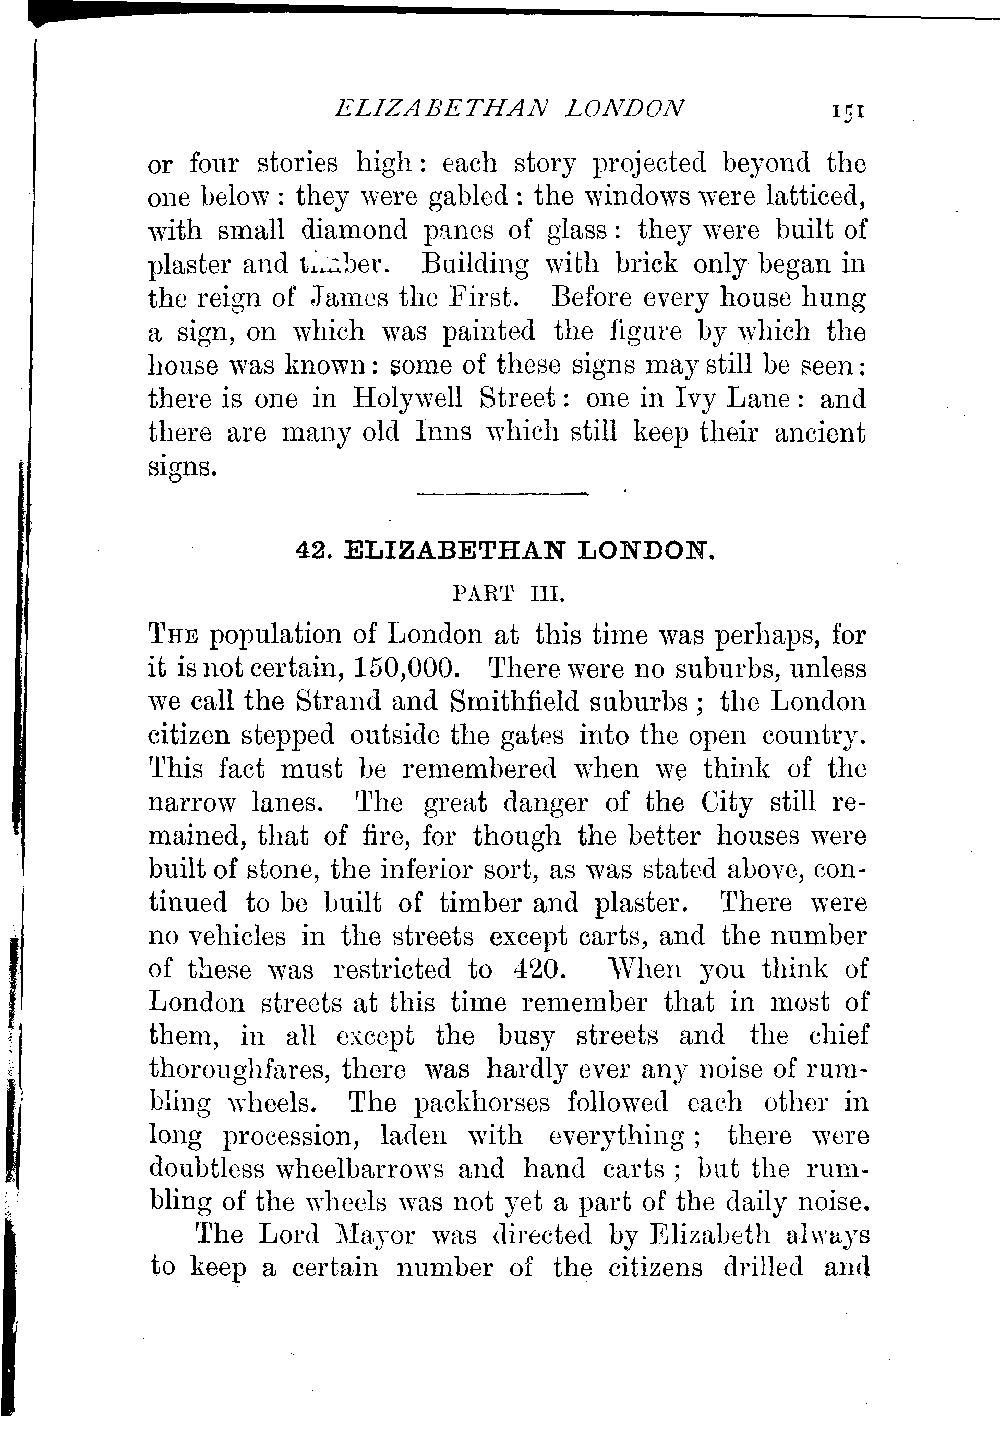 ELIZABETHAN LONDON 151
or four stories high: each story projected beyond the
one below: they were gabled: the windows were latticed,
with small diamond panes of glass: they were built of
plaster and timber. Building with brick only began in
the reign of James the First. Before every house hung
a sign, on which was painted the figure by which the
house was known: some of these signs may still be seen:
there is one in Holywell Street: one in Ivy Lane: and
there are many old Inns which still keep their ancient
signs.
42. ELIZABETHAN LONDON.
PART III.
THE population of London at this time was perhaps, for
it is not certain, 150,000. There were no suburbs, unless
we call the Strand and Smithfield suburbs; the London
citizen stepped outside the gates into the open country.
This fact must be remembered when we think of the
narrow lanes. The great danger of the City still re-
mained, that of fire, for though the better houses were
built of stone, the inferior sort, as was stated above, con-
tinued to be built of timber and plaster. There were
no vehicles in the streets except carts, and the number
of these was restricted to 420. When you think of
London streets at this time remember that in most of
them, in all except the busy streets and the chief
thoroughfares, there was hardly ever any noise of rum-
bling wheels. The packhorses followed each other in
long procession, laden with everything; there were
doubtless wheelbarrows and hand carts; but the rum-
bling of the wheels was not yet a part of the daily noise.
The Lord Mayor was directed by Elizabeth always
to keep a certain number of the citizens drilled and